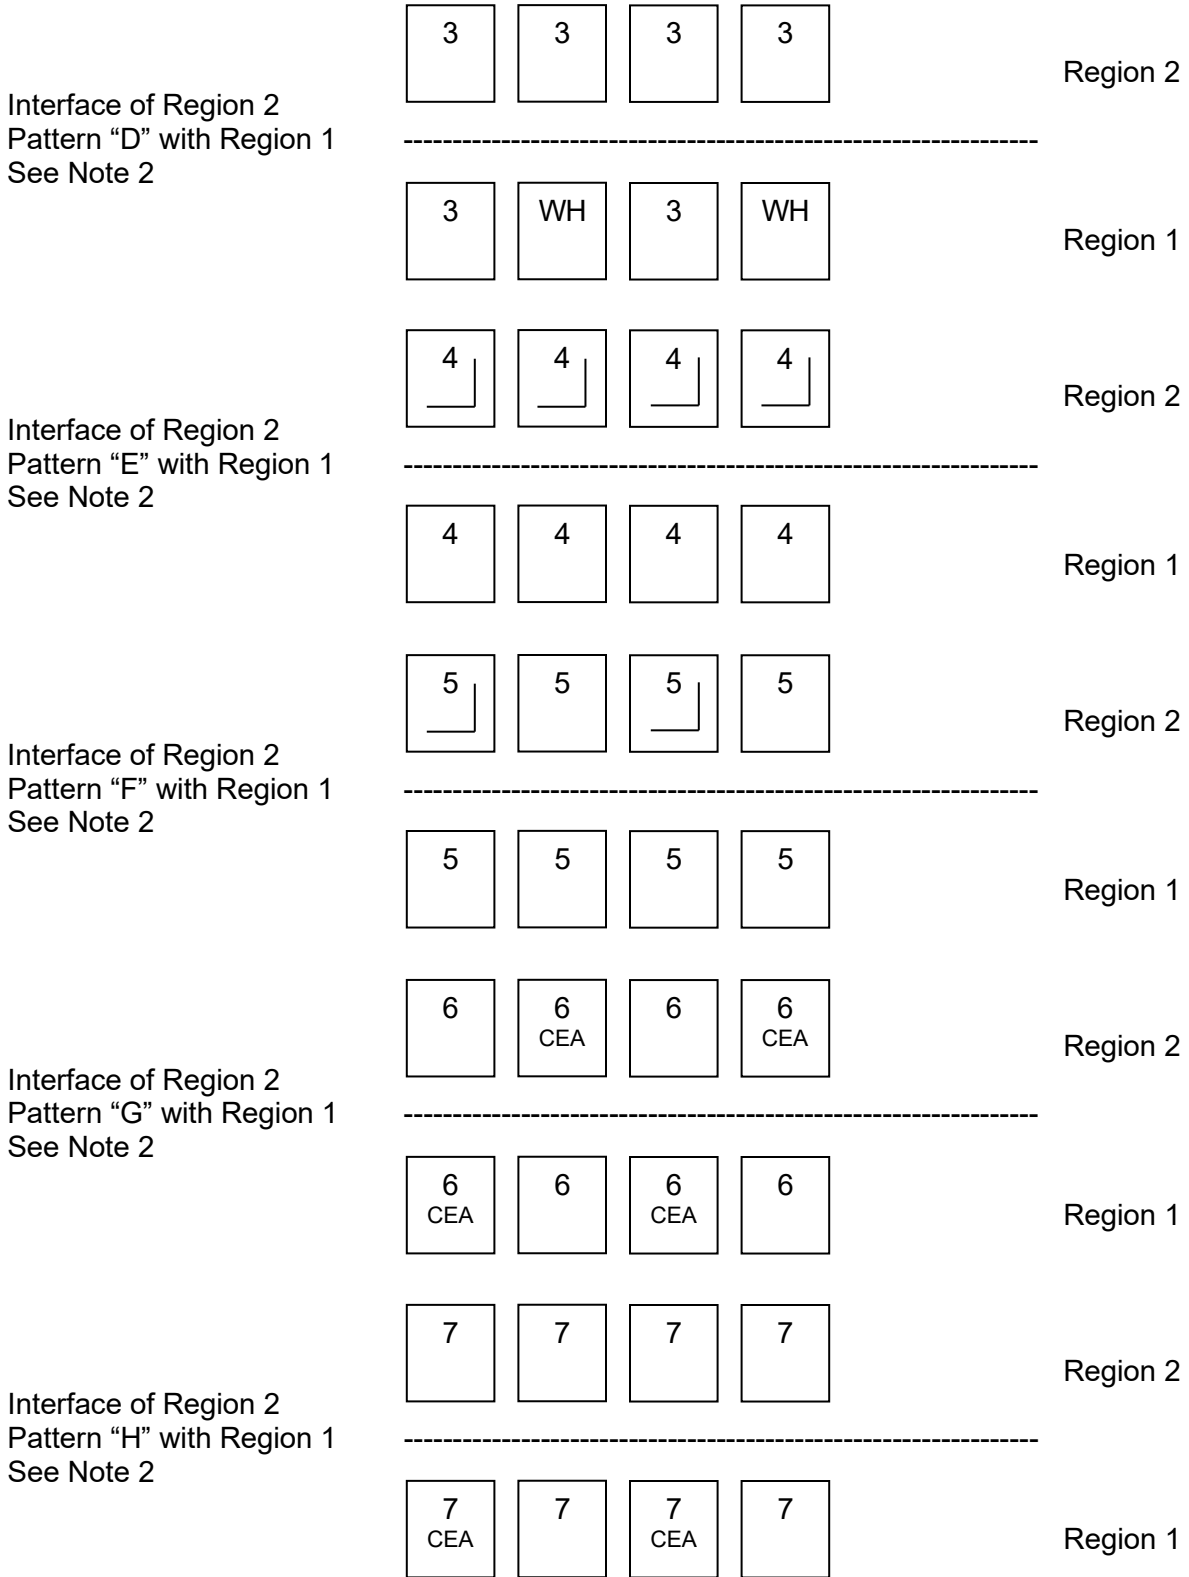 3 3 3 3
Region 2
Interface of Region 2
Pattern “D” with Region 1
See Note 2
--------------------------------------------------------------------
3 WH 3 WH
Region 1
4 4 4 4
Region 2
Interface of Region 2
Pattern “E” with Region 1
See Note 2
--------------------------------------------------------------------
4 4 4 4
Region 1
5 5 5 5
Region 2
Interface of Region 2
Pattern “F” with Region 1
See Note 2
--------------------------------------------------------------------
5 5 5 5
Region 1
6 6 6 6
CEA CEA
Region 2
Interface of Region 2
Pattern “G” with Region 1
See Note 2
--------------------------------------------------------------------
6 6 6 6
CEA CEA
Region 1
7 7 7 7
Region 2
Interface of Region 2
Pattern “H” with Region 1
See Note 2
--------------------------------------------------------------------
7 7 7 7
CEA CEA
Region 1